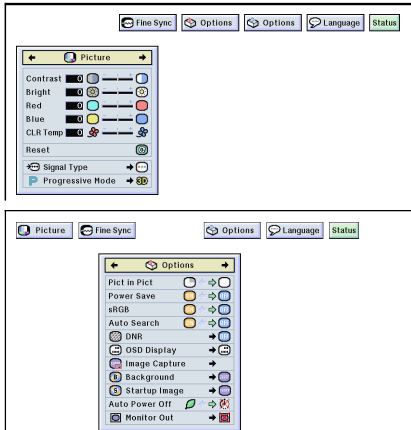 Fine Sync Options Options Language Status
Picture
Contrast 0
Bright 0
Red 0
Blue 0
CLR Temp 0
Reset
Signal Type
P Progressive Mode 3D
Picture Fine Sync Options Language Status
Options
Pict in Pict
Power Save
sRGB
Auto Search
DNR
OSD Display
Image Capture
B Background
S Startup Image
Auto Power Off
Monitor Out